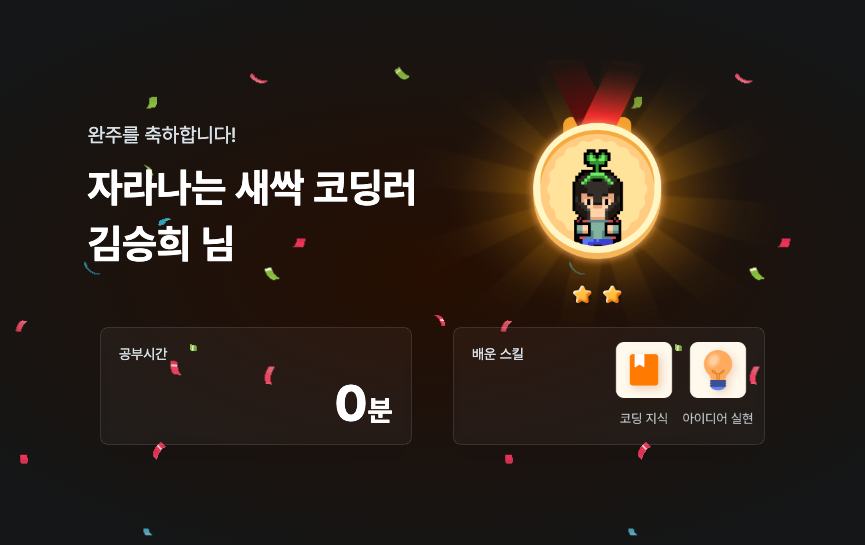 완주를 축하합니다!
자라나는 새싹 코딩러
김승희 님
공부시간
0분
배운 스킬
코딩 지식
아이디어 실현